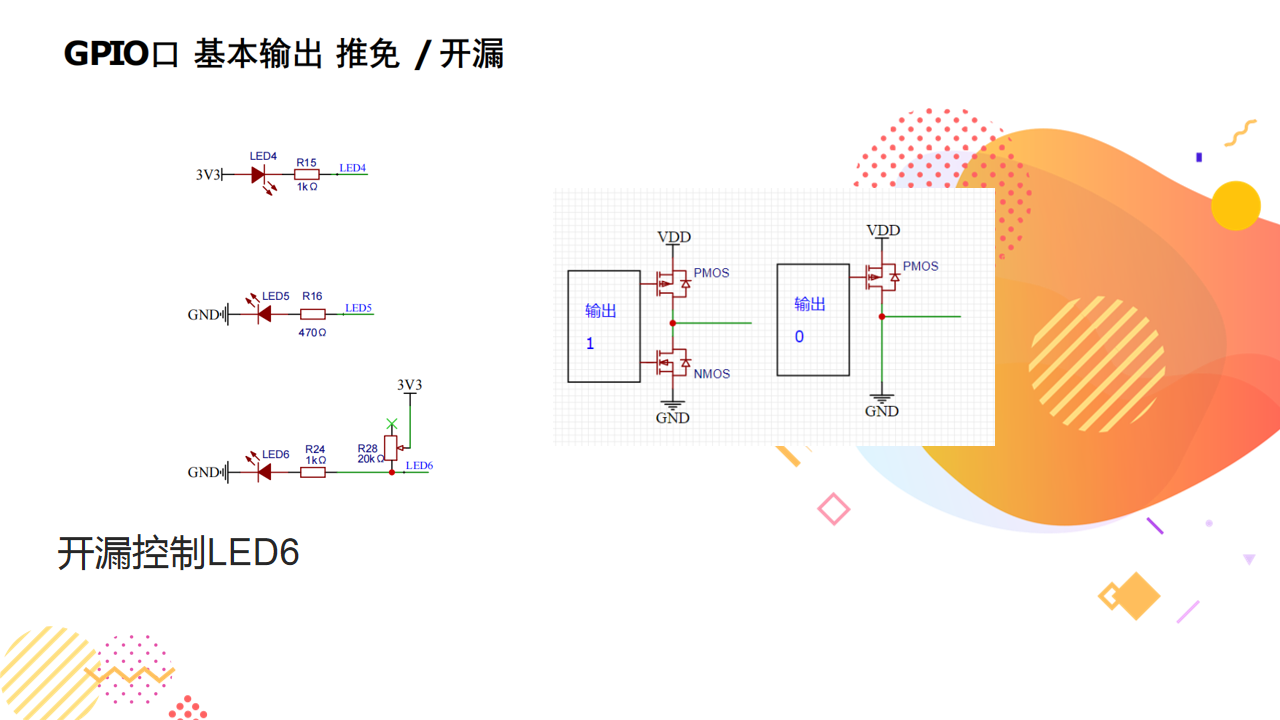 GPIO口 基本输出 推免 / 开漏
3V3
LED4
R15
1kΩ
LED4
GND
LED5
R16
470Ω
LED5
3V3
GND
LED6
R24
1kΩ
R28
20kΩ
LED6
VDD
PMOS
输出
1
NMOS
GND
VDD
PMOS
输出
0
GND
开漏控制LED6